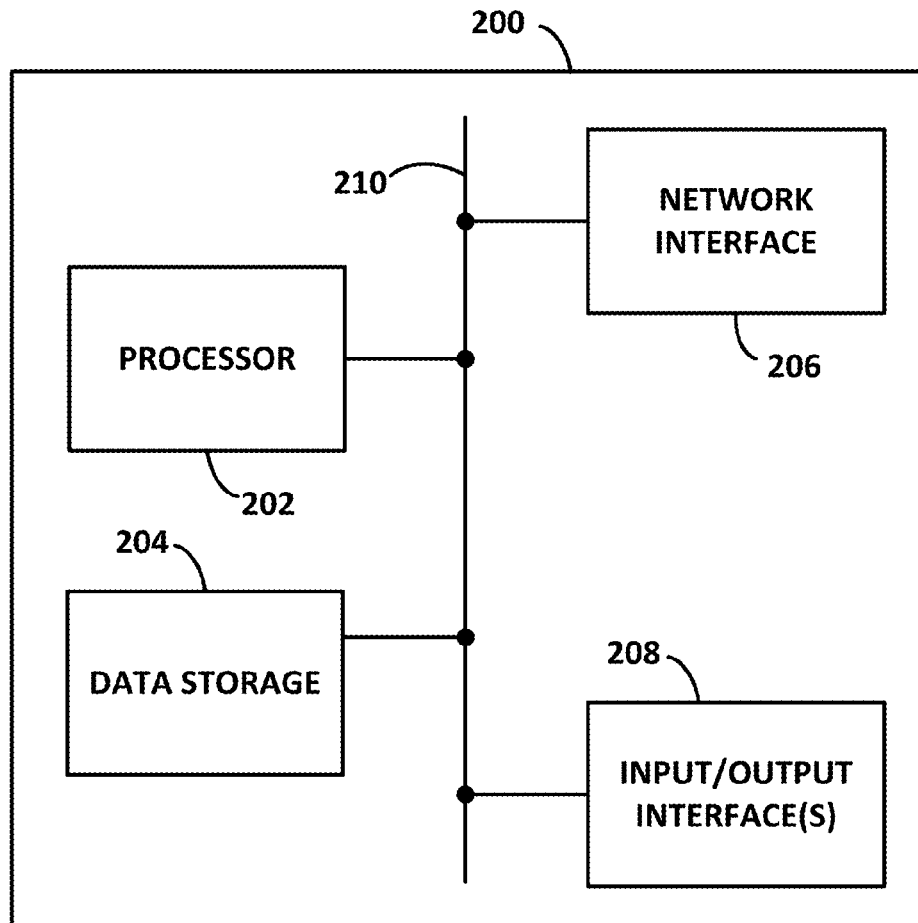 200
210
NETWORK
INTERFACE
206
PROCESSOR
202
204
DATA STORAGE
208
INPUT/OUTPUT
INTERFACE(S)